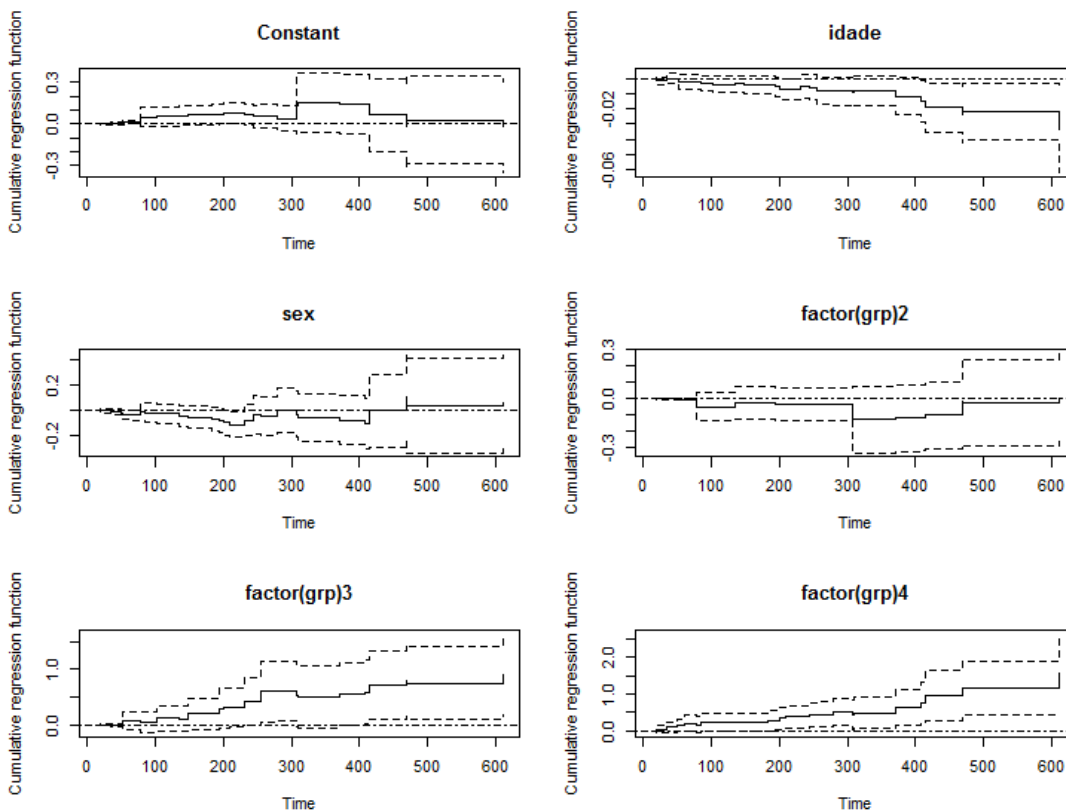 Constant
Cumulative regression function
0.3
0.0
-0.3
0 100 200 300 400 500 600
Time
idade
Cumulative regression function
-0.02
-0.06
0 100 200 300 400 500 600
Time
sex
Cumulative regression function
0.2
-0.2
0 100 200 300 400 500 600
Time
factor(grp)2
Cumulative regression function
0.3
0.0
-0.3
0 100 200 300 400 500 600
Time
factor(grp)3
Cumulative regression function
1.0
0.0
0 100 200 300 400 500 600
Time
factor(grp)4
Cumulative regression function
2.0
1.0
0.0
0 100 200 300 400 500 600
Time